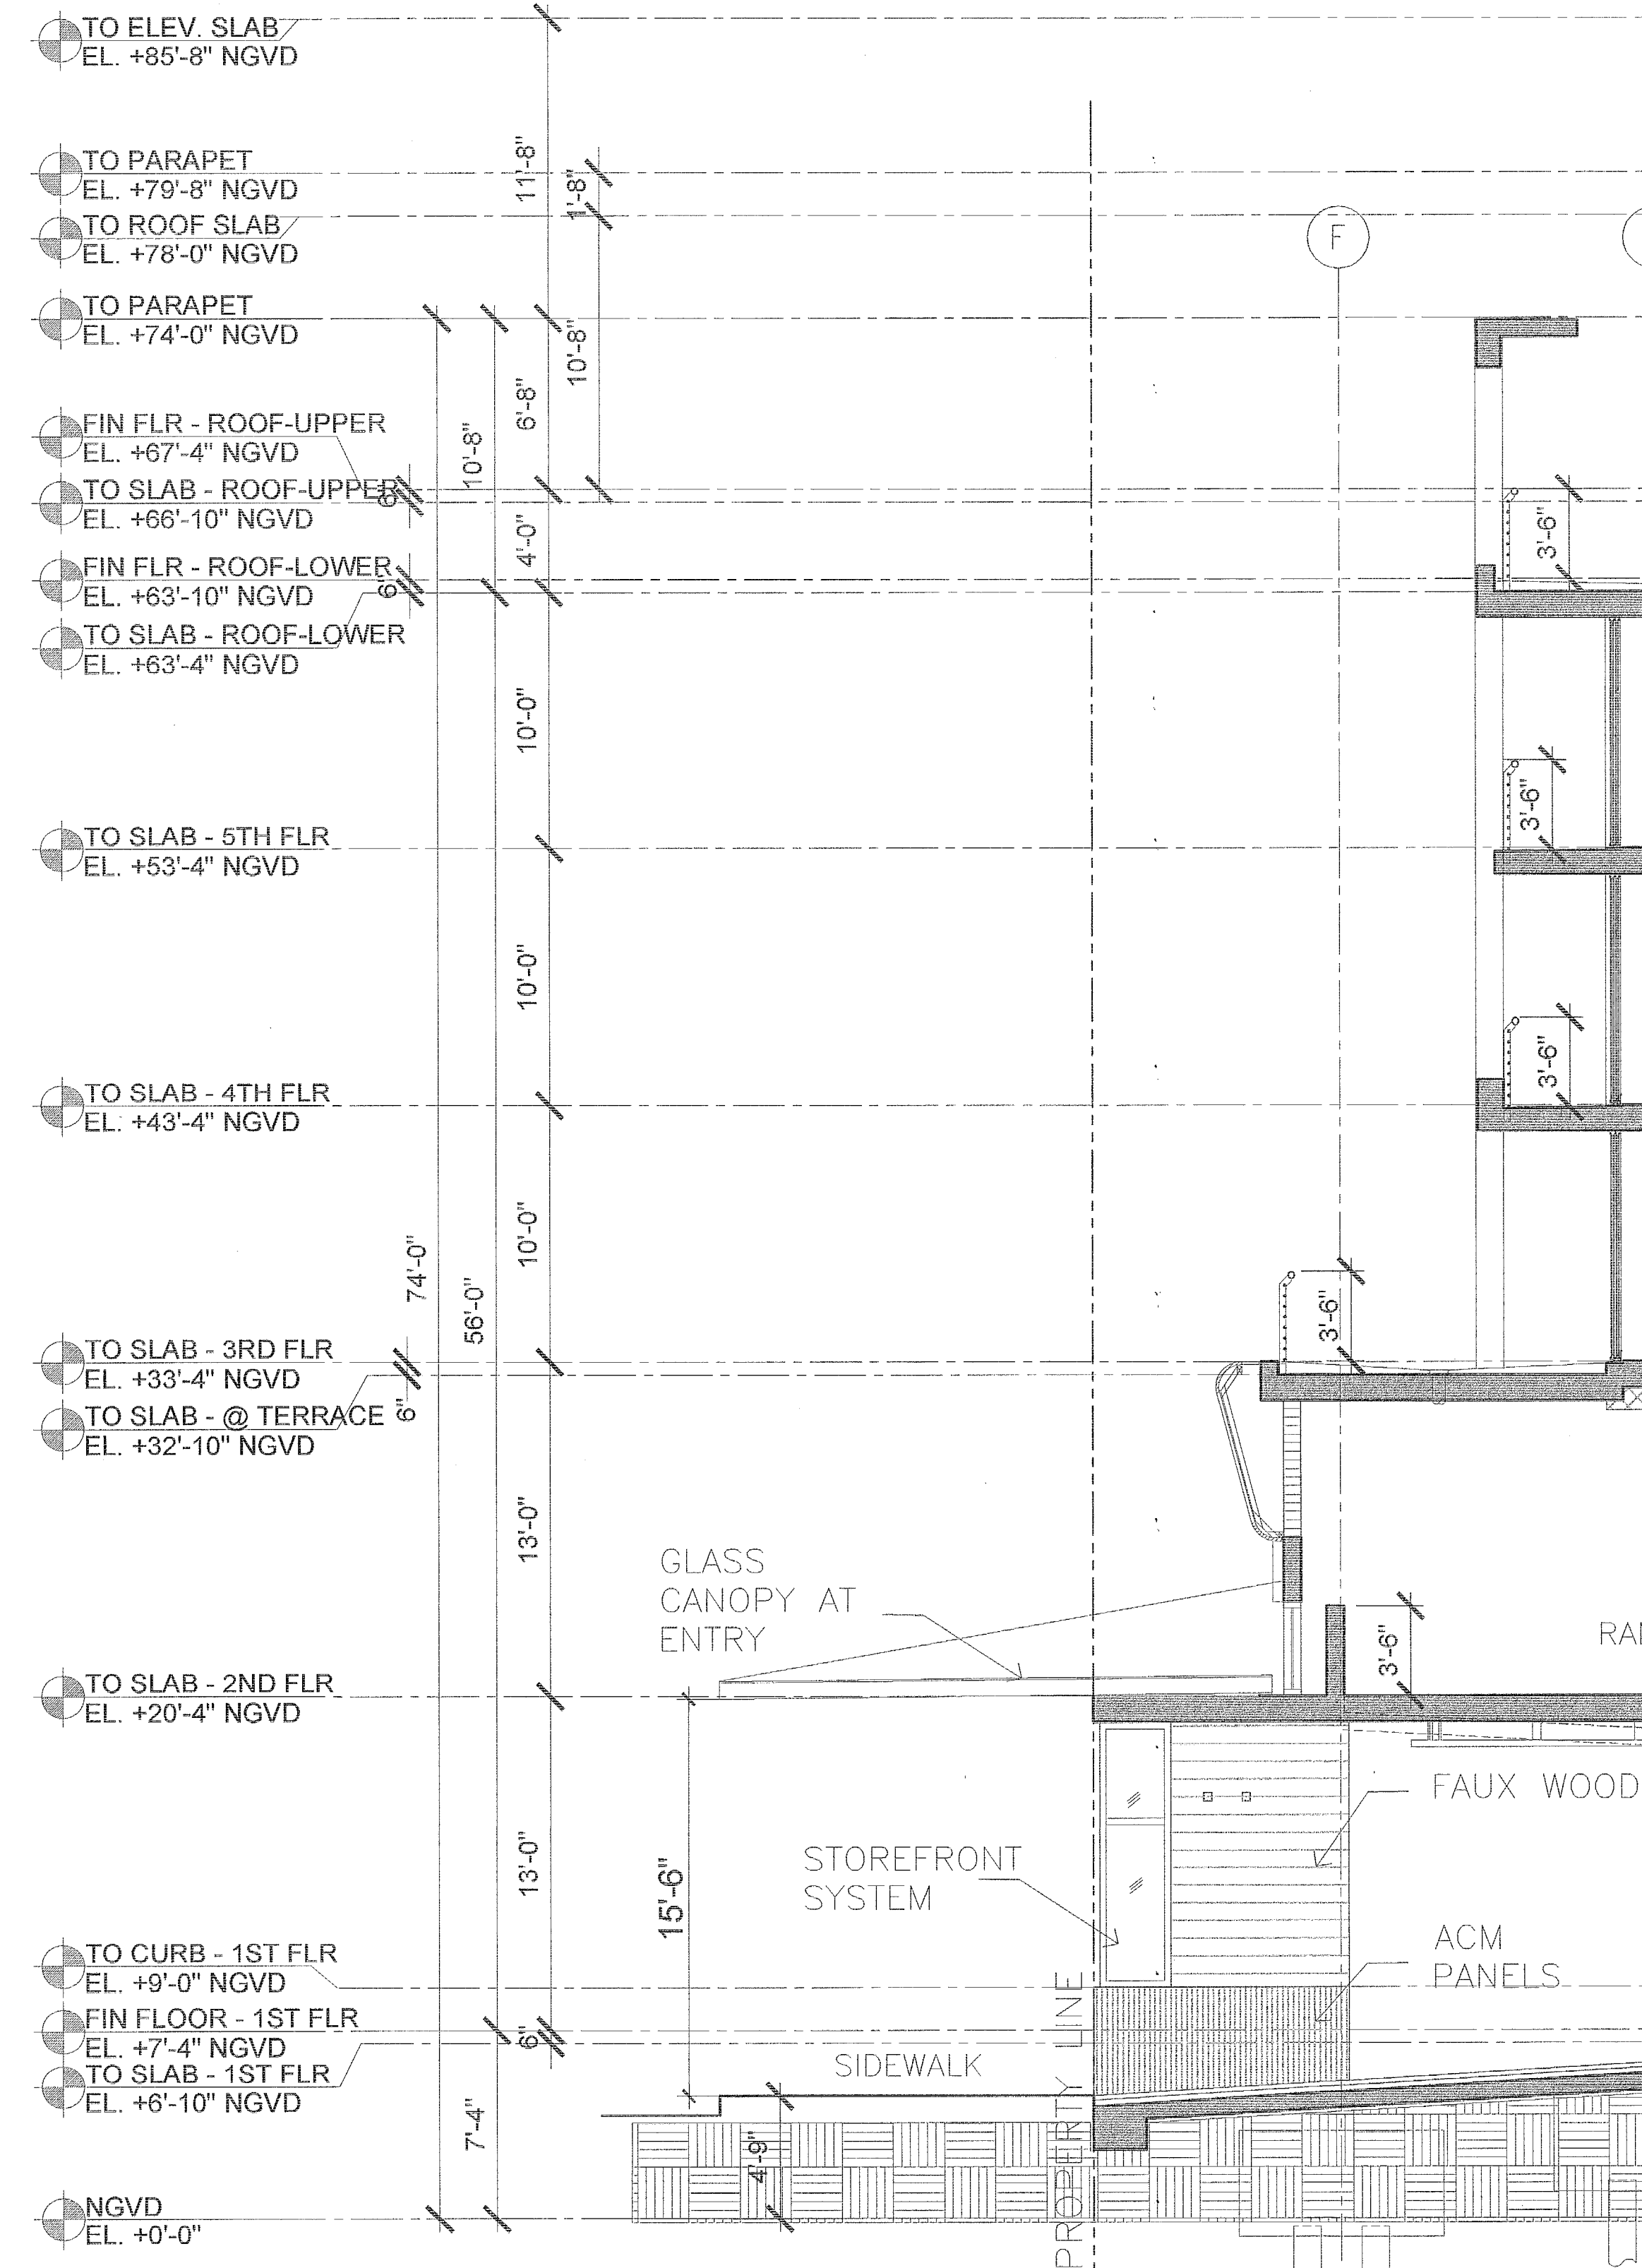 TO ELEV. SLAB
EL. +85'-8" NGVD
TO PARAPET
EL. +79'-8" NGVD
TO ROOF SLAB
EL. +78'-0" NGVD
TO PARAPET
EL. +74'-0" NGVD
FIN FLR - ROOF-UPPER
EL. +67'-4" NGVD
TO SLAB - ROOF-UPPER
EL. +66'-10" NGVD
FIN FLR - ROOF-LOWER
EL. +63'-10" NGVD
TO SLAB - ROOF-LOWER
EL. +63'-4" NGVD
TO SLAB - 5TH FLR
EL. +53'-4" NGVD
TO SLAB - 4TH FLR
EL. +43'-4" NGVD
TO SLAB - 3RD FLR
EL. +33'-4" NGVD
TO SLAB - @ TERRACE
EL. +32'-10" NGVD
TO SLAB - 2ND FLR
EL. +20'-4" NGVD
TO CURB - 1ST FLR
EL. +9'-0" NGVD
FIN FLOOR - 1ST FLR
EL. +7'-4" NGVD
TO SLAB - 1ST FLR
EL. +6'-10" NGVD
NGVD
EL. +0'-0"
6"
6"
74'-0"
6"
10'-8"
56'-0"
7'-4"
11'-8"
6'-8"
4'-0"
10'-0"
10'-0"
10'-0"
13'-0"
13'-0"
6"
1'-8"
10'-8"
F
3'-6"
3'-6"
3'-6"
3'-6"
3'-6"
GLASS
CANOPY AT
ENTRY
15'-6"
STOREFRONT
SYSTEM
SIDEWALK
4'-9"
PROPERTY LINE
FAUX WOOD
ACM
PANELS